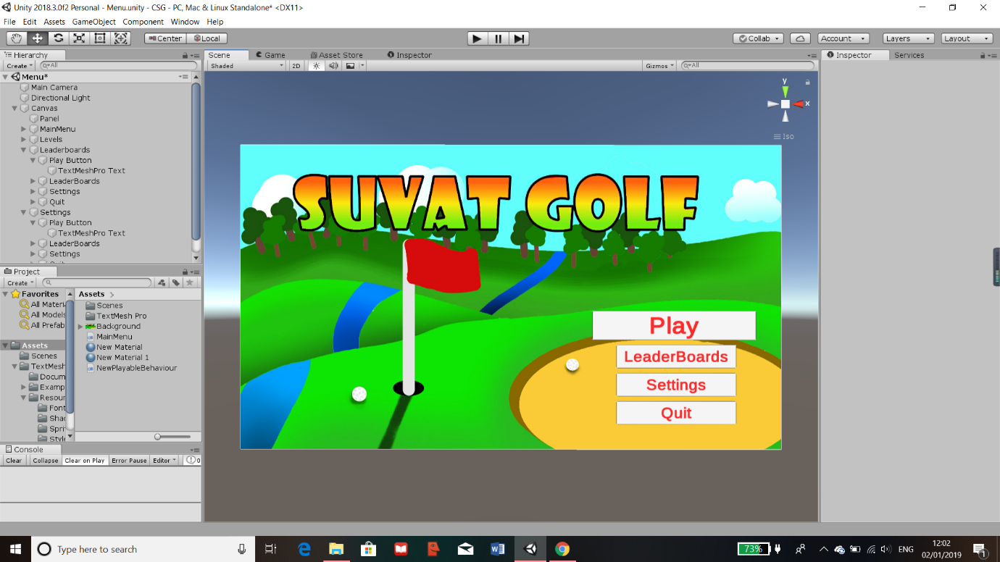 Unity 2018.3.0f2 Personal - Menu.unity - CSG - PC, Mac & Linux Standalone* <DX11>
File Edit Assets GameObject Component Window Help
Center Local Collab Account Layers Layout
Hierarchy Scene Game Asset Store Inspector Inspector Services
Create All Shaded 2D Gizmos All
Menu*
Main Camera
Directional Light
Canvas
Panel
MainMenu
Levels
Leaderboards
Play Button
TextMeshPro Text
LeaderBoards
Settings
Quit
Settings
Play Button
TextMeshPro Text
LeaderBoards
Settings
y
x
Iso
SUVAT GOLF
Play
LeaderBoards
Settings
Quit
Project
Create
Favorites
All Materi
All Models
All Prefab
Assets
Scenes
TextMesh
Docum
Examp
Resour
Font
Sha
Sprit
Style
Assets
Scenes
TextMesh Pro
Background
MainMenu
New Material
New Material 1
NewPlayableBehaviour
Console
Clear Collapse Clear on Play Error Pause Editor 0
Type here to search
73%
ENG
12:02
02/01/2019
1